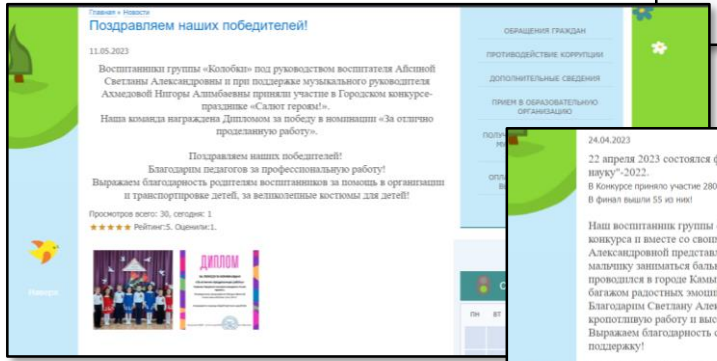 Главная » Новости
Поздравляем наших победителей!
11.05.2023
Воспитанники группы «Колобки» под руководством воспитателя Айсиной
Светланы Александровны и при поддержке музыкального руководителя
Ахмедовой Нигоры Алимбаевны приняли участие в Городском конкурсе-
празднике «Салют героям!».
Наша команда награждена Дипломом за победу в номинации «За отлично
проделанную работу».
Поздравляем наших победителей!
Благодарим педагогов за профессиональную работу!
Выражаем благодарность родителям воспитанников за помощь в организации
и транспортировке детей, за великолепные костюмы для детей!
Просмотров всего: 30, сегодня: 1
Рейтинг:5. Оценили:1.
ДИПЛОМ
Наверх
ОБРАЩЕНИЯ ГРАЖДАН
ПРОТИВОДЕЙСТВИЕ КОРРУПЦИИ
ДОПОЛНИТЕЛЬНЫЕ СВЕДЕНИЯ
ПРИЕМ В ОБРАЗОВАТЕЛЬНУЮ
ОРГАНИЗАЦИЮ
ПОЛУЧ
ОПЛ
ПН ВТ
24.04.2023
22 апреля 2023 состоялся ф
науку"-2022.
В Конкурсе приняло участие 280
В финал вышли 55 из них!
Наш воспитанник группы
конкурса и вместе со своим
Александровной представл
мальчику заниматься баль
проводился в городе Камы
багажом радостных эмоци
Благодарим Светлану Алек
кропотливую работу и выс
Выражаем благодарность с
поддержку!